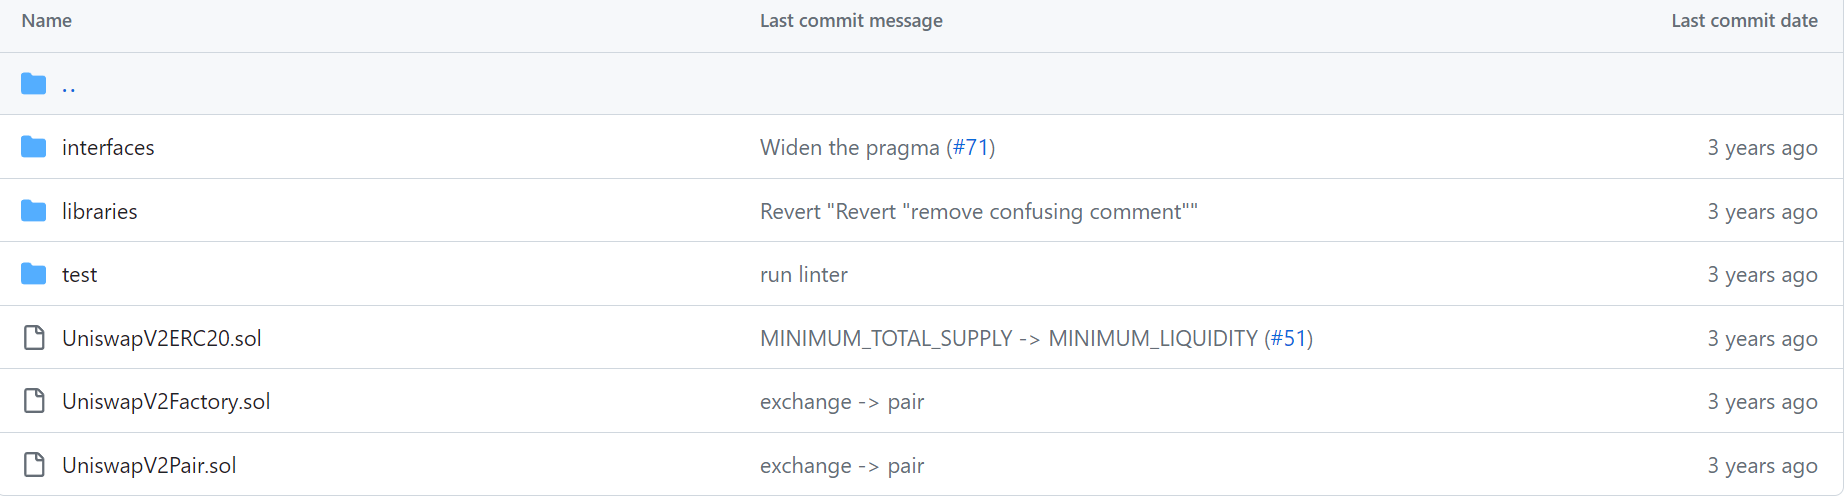 Name Last commit message Last commit date
..
interfaces Widen the pragma (#71) 3 years ago
libraries Revert "Revert "remove confusing comment"" 3 years ago
test run linter 3 years ago
UniswapV2ERC20.sol MINIMUM_TOTAL_SUPPLY -> MINIMUM_LIQUIDITY (#51) 3 years ago
UniswapV2Factory.sol exchange -> pair 3 years ago
UniswapV2Pair.sol exchange -> pair 3 years ago